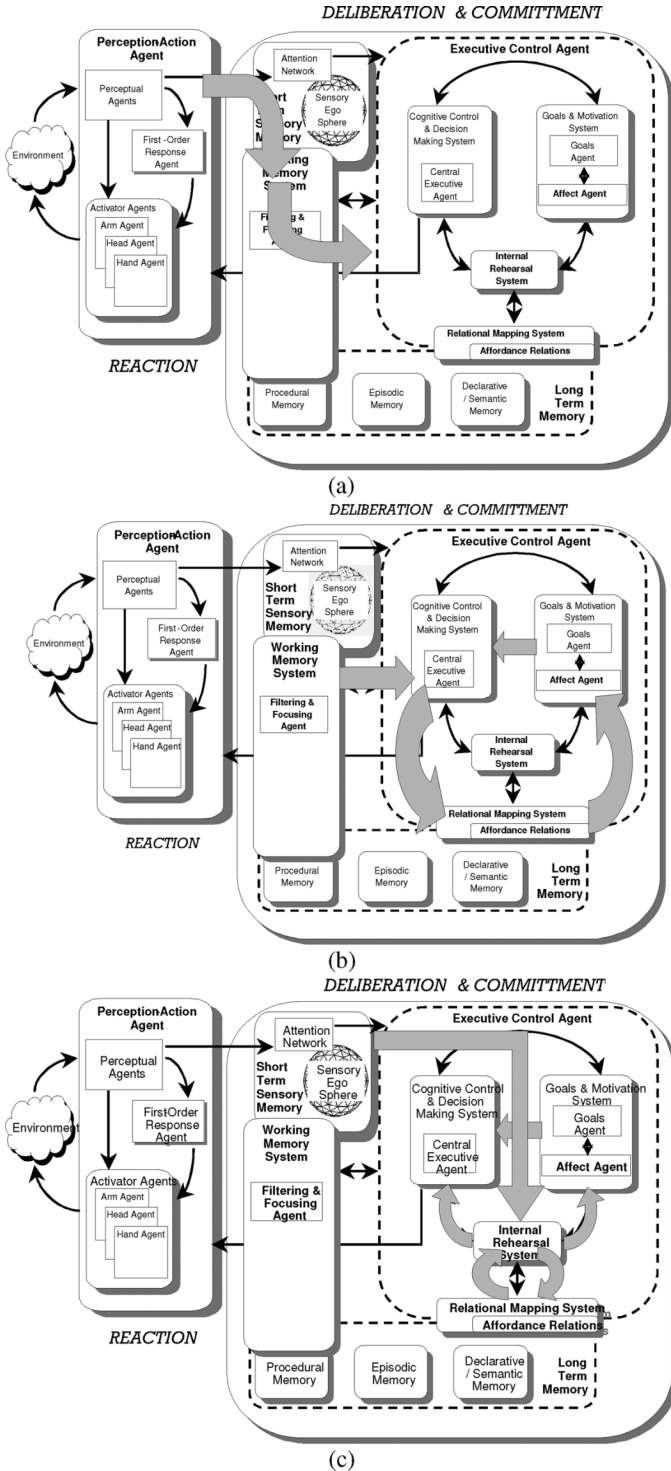 DELIBERATION & COMMITTMENT
Perception-Action
Agent
Perceptual
Agents
Environment
First -Order
Response
Agent
Activator Agents
Arm Agent
Head Agent
Hand Agent
REACTION
Attention
Network
Sensory
Ego
Sphere
Sensory
Memory
Memory
System
Executive Control Agent
Cognitive Control
& Decision
Making System
Central
Executive
Agent
Goals & Motivation
System
Goals
Agent
Affect Agent
Internal
Rehearsal
System
Relational Mapping System
Affordance Relations
Procedural
Memory
Episodic
Memory
Declarative
/ Semantic
Memory
Long
Term
Memory
(a)
DELIBERATION & COMMITTMENT
Perception-Action
Agent
Perceptual
Agents
Environment
First-Order
Response
Agent
Activator Agents
Arm Agent
Head Agent
Hand Agent
REACTION
Attention
Network
Short
Term
Sensory
Memory
Sensory
Ego
Sphere
Working
Memory
System
Filtering &
Focusing
Agent
Executive Control Agent
Cognitive Control
& Decision
Making System
Central
Executive
Agent
Goals & Motivation
System
Goals
Agent
Affect Agent
Internal
Rehearsal
System
Relational Mapping System
Affordance Relations
Procedural
Memory
Episodic
Memory
Declarative
/ Semantic
Memory
Long
Term
Memory
(b)
DELIBERATION & COMMITTMENT
Perception-Action
Agent
Perceptual
Agents
Environment
FirstOrder
Response
Agent
Activator Agents
Arm Agent
Head Agent
Hand Agent
REACTION
Attention
Network
Short
Term
Sensory
Memory
Sensory
Ego
Sphere
Working
Memory
System
Filtering &
Focusing
Agent
Executive Control Agent
Cognitive Control
& Decision
Making System
Central
Executive
Agent
Goals & Motivation
System
Goals
Agent
Affect Agent
Internal
Rehearsal
System
Relational Mapping System
Affordance Relations
Procedural
Memory
Episodic
Memory
Declarative
/ Semantic
Memory
Long
Term
Memory
(c)